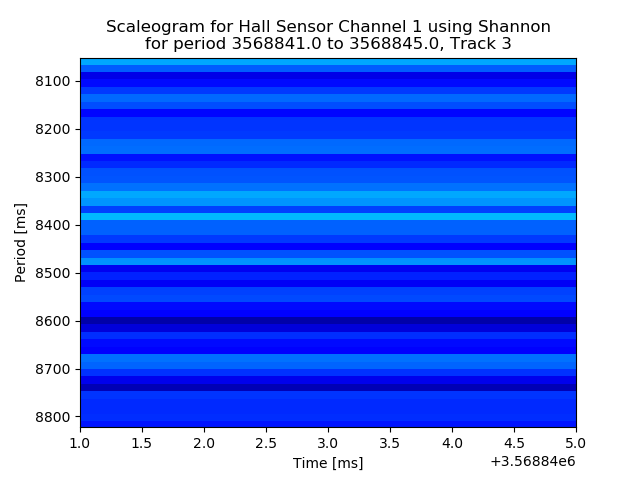 Scaleogram for Hall Sensor Channel 1 using Shannon
for period 3568841.0 to 3568845.0, Track 3
Period [ms]
8100
8200
8300
8400
8500
8600
8700
8800
1.0 1.5 2.0 2.5 3.0 3.5 4.0 4.5 5.0
Time [ms]
+3.56884e6